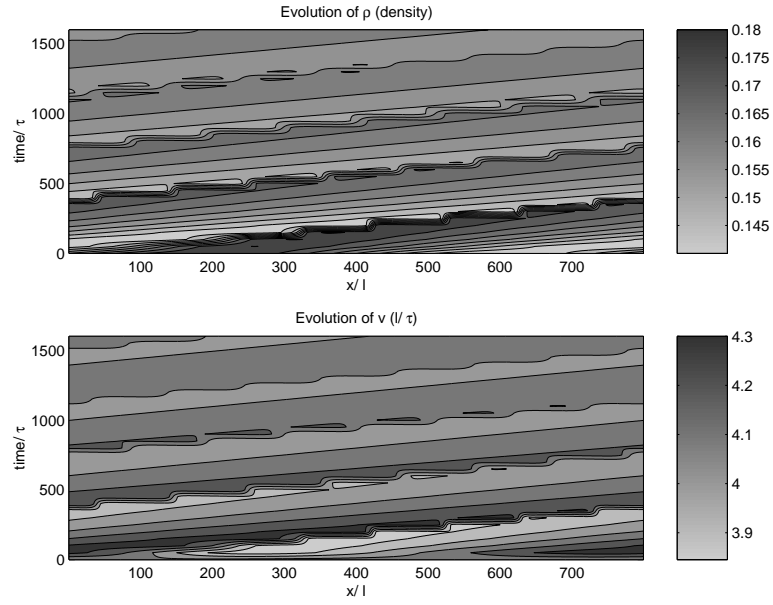 Evolution of ρ (density)
1500
1000
500
0
time/ τ
100 200 300 400 500 600 700
x/ l
0.18
0.175
0.17
0.165
0.16
0.155
0.15
0.145
Evolution of v (l/ τ)
1500
1000
500
0
time/ τ
100 200 300 400 500 600 700
x/ l
4.3
4.2
4.1
4
3.9